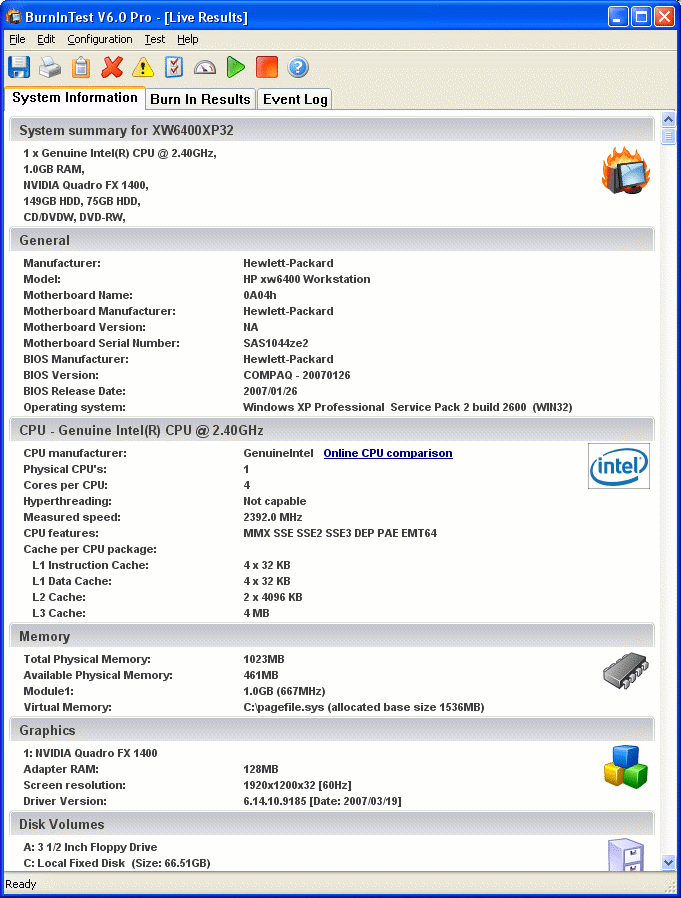 BurnInTest V6.0 Pro - [Live Results]
File Edit Configuration Test Help
System Information Burn In Results Event Log
System summary for XW6400XP32
1 x Genuine Intel(R) CPU @ 2.40GHz,
1.0GB RAM,
NVIDIA Quadro FX 1400,
149GB HDD, 75GB HDD,
CD/DVDW, DVD-RW,
General
Manufacturer: Hewlett-Packard
Model: HP xw6400 Workstation
Motherboard Name: 0A04h
Motherboard Manufacturer: Hewlett-Packard
Motherboard Version: NA
Motherboard Serial Number: SAS1044ze2
BIOS Manufacturer: Hewlett-Packard
BIOS Version: COMPAQ - 20070126
BIOS Release Date: 2007/01/26
Operating system: Windows XP Professional Service Pack 2 build 2600 (WIN32)
CPU - Genuine Intel(R) CPU @ 2.40GHz
CPU manufacturer: GenuineIntel Online CPU comparison
intel
Physical CPU's: 1
Cores per CPU: 4
Hyperthreading: Not capable
Measured speed: 2392.0 MHz
CPU features: MMX SSE SSE2 SSE3 DEP PAE EMT64
Cache per CPU package:
L1 Instruction Cache: 4 x 32 KB
L1 Data Cache: 4 x 32 KB
L2 Cache: 2 x 4096 KB
L3 Cache: 4 MB
Memory
Total Physical Memory: 1023MB
Available Physical Memory: 461MB
Module1: 1.0GB (667MHz)
Virtual Memory: C:\pagefile.sys (allocated base size 1536MB)
Graphics
1: NVIDIA Quadro FX 1400
Adapter RAM: 128MB
Screen resolution: 1920x1200x32 [60Hz]
Driver Version: 6.14.10.9185 [Date: 2007/03/19]
Disk Volumes
A: 3 1/2 Inch Floppy Drive
C: Local Fixed Disk (Size: 66.51GB)
Ready